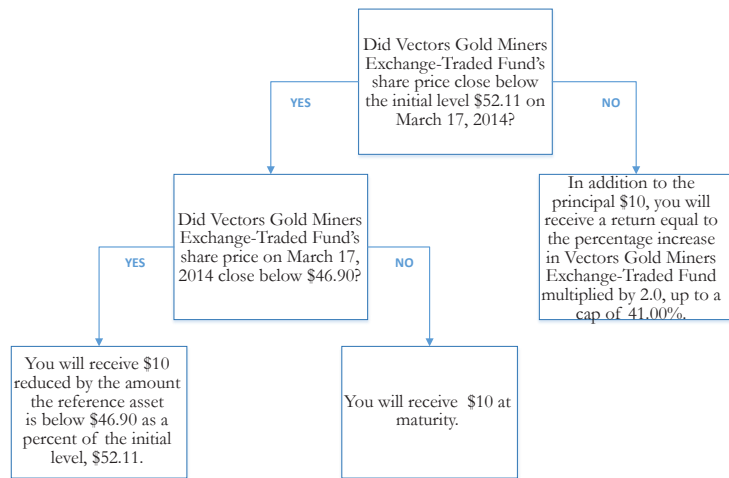 Did Vectors Gold Miners
Exchange-Traded Fund's
share price close below
the initial level $52.11 on
March 17, 2014?
YES
NO
Did Vectors Gold Miners
Exchange-Traded Fund's
share price on March 17,
2014 close below $46.90?
In addition to the
principal $10, you will
receive a return equal to
the percentage increase
in Vectors Gold Miners
Exchange-Traded Fund
multiplied by 2.0, up to a
cap of 41.00%.
YES
NO
You will receive $10
reduced by the amount
the reference asset
is below $46.90 as a
percent of the initial
level, $52.11.
You will receive $10 at
maturity.